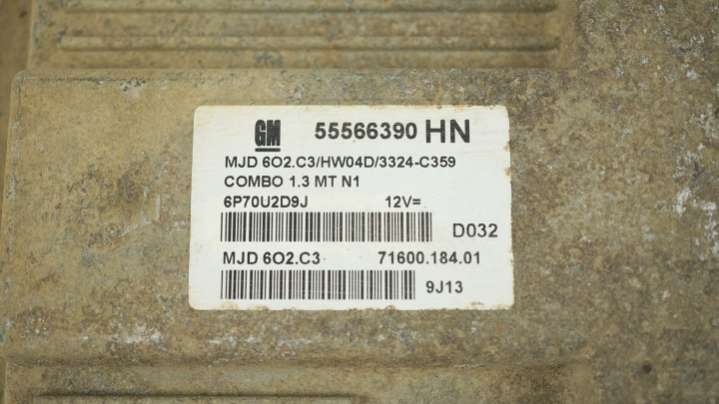 GM 55566390 HN
MJD 6O2.C3/HW04D/3324-C359
COMBO 1.3 MT N1
6P70U2D9J 12V=
D032
MJD 6O2.C3 71600.184.01
9J13